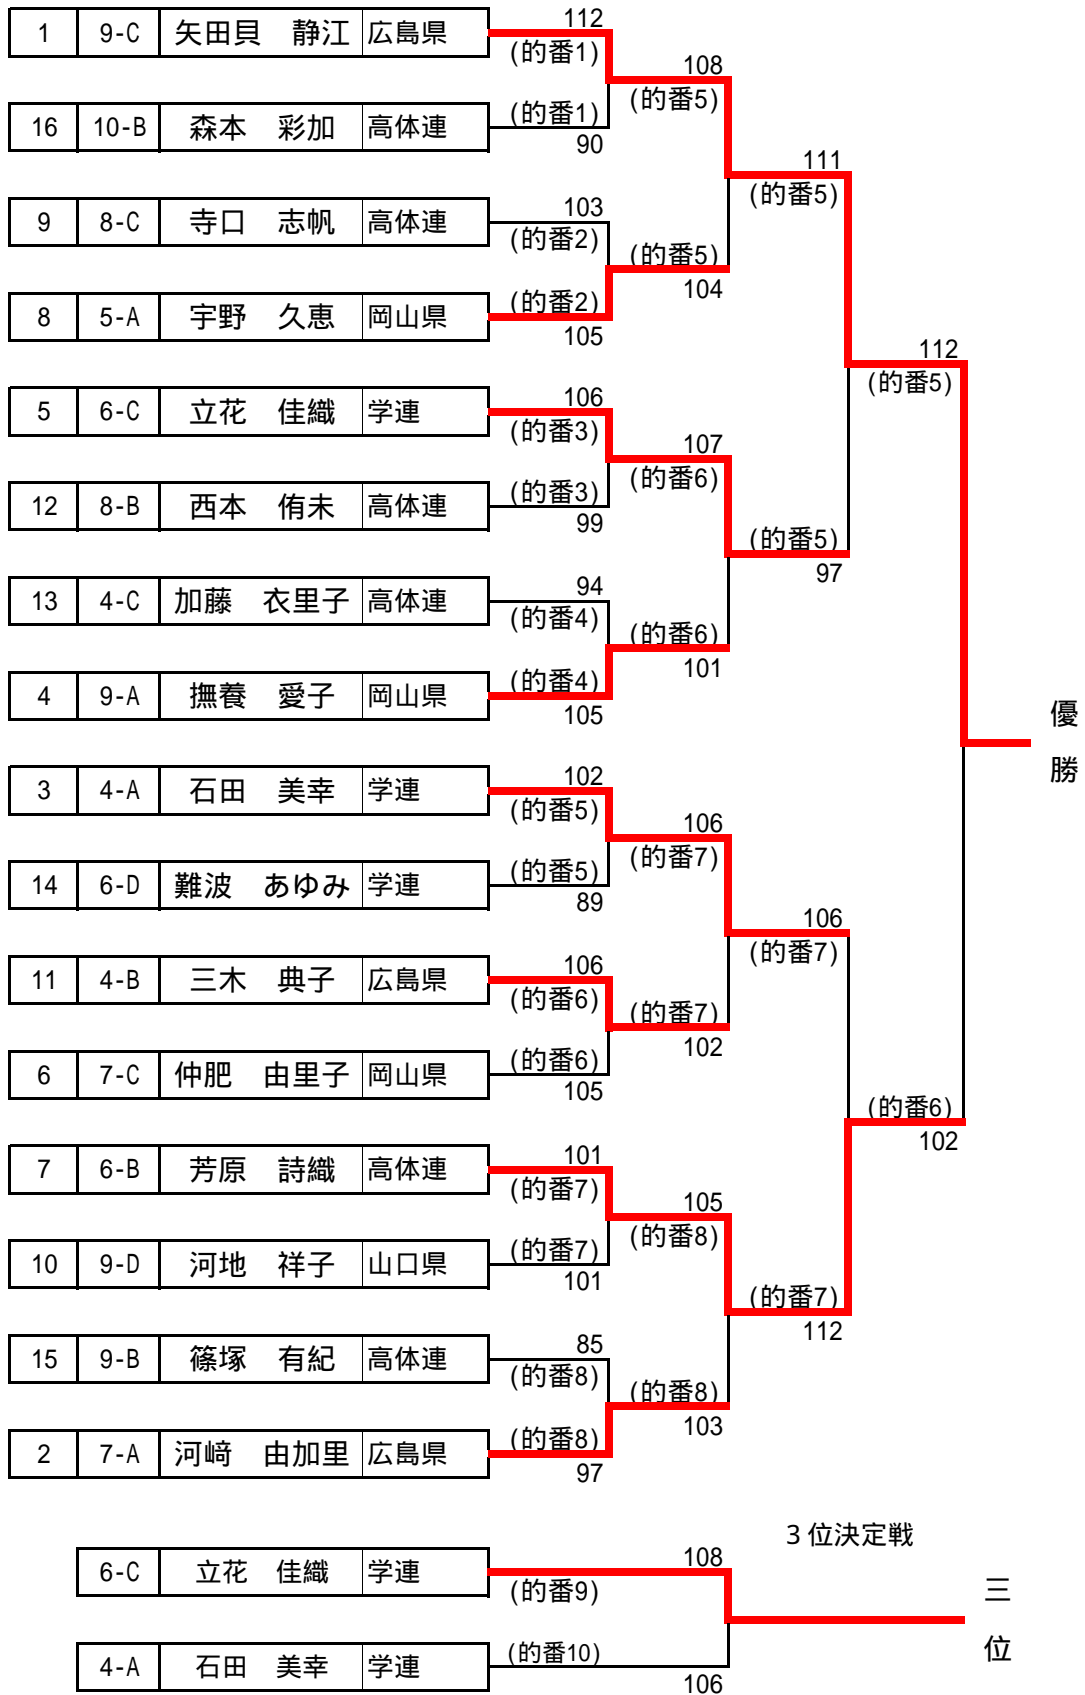 1 9-C 矢田貝　静江 広島県 112
(的番1) 108
(的番5)
16 10-B 森本　彩加 高体連 (的番1)
90 111
(的番5)
9 8-C 寺口　志帆 高体連 103
(的番2) (的番5)
104
8 5-A 宇野　久恵 岡山県 (的番2)
105 112
(的番5)
5 6-C 立花　佳織 学連 106
(的番3) 107
(的番6)
12 8-B 西本　侑未 高体連 (的番3)
99 (的番5)
97
13 4-C 加藤　衣里子 高体連 94
(的番4) (的番6)
101
4 9-A 撫養　愛子 岡山県 (的番4)
105
優
勝
3 4-A 石田　美幸 学連 102
(的番5) 106
(的番7)
14 6-D 難波　あゆみ 学連 (的番5)
89 106
(的番7)
11 4-B 三木　典子 広島県 106
(的番6) (的番7)
102
6 7-C 仲肥　由里子 岡山県 (的番6)
105 (的番6)
102
7 6-B 芳原　詩織 高体連 101
(的番7) 105
(的番8)
10 9-D 河地　祥子 山口県 (的番7)
101 (的番7)
112
15 9-B 篠塚　有紀 高体連 85
(的番8) (的番8)
103
2 7-A 河﨑　由加里 広島県 (的番8)
97
３位決定戦
6-C 立花　佳織 学連 108
(的番9)
三
位
4-A 石田　美幸 学連 (的番10)
106